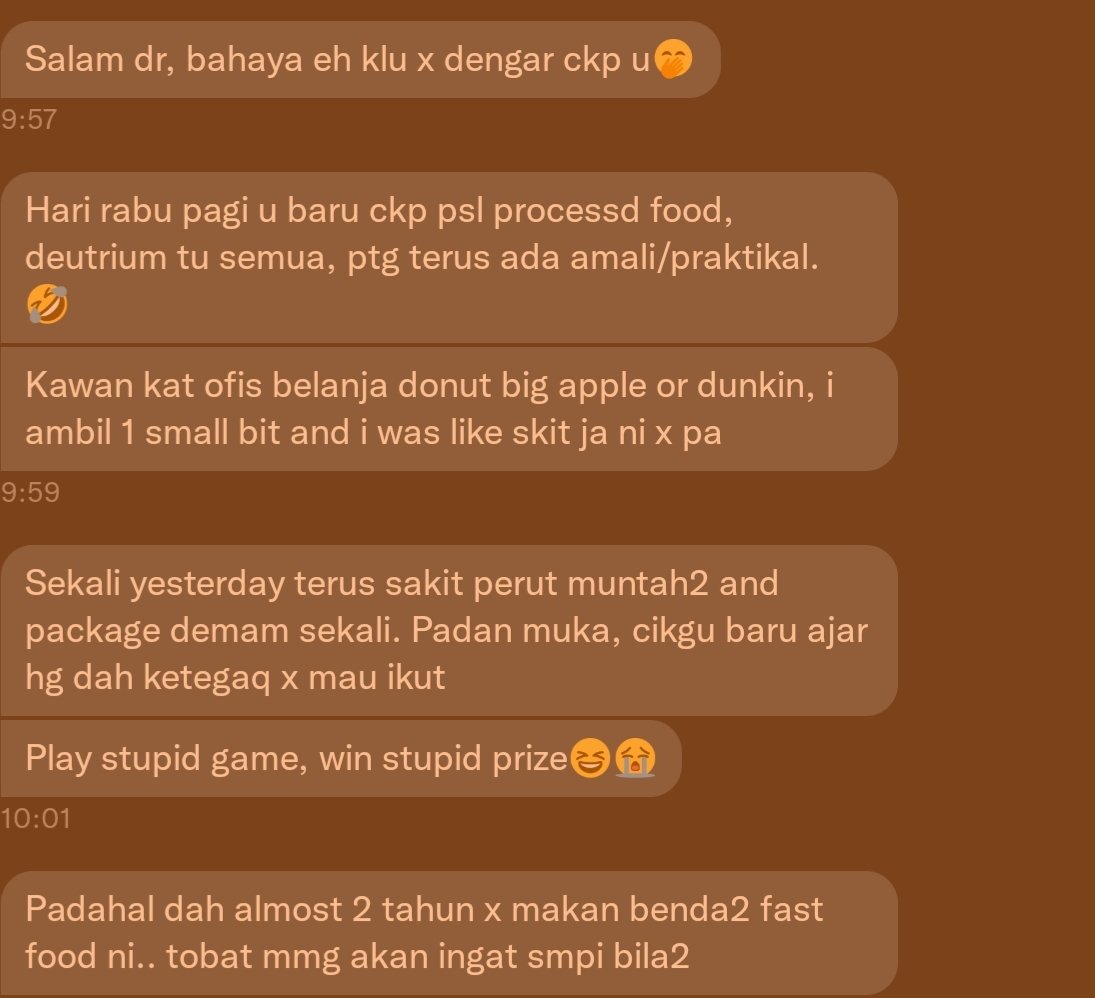 Salam dr, bahaya eh klu x dengar ckp u🤭
9:57
Hari rabu pagi u baru ckp psl processd food,
deutrium tu semua, ptg terus ada amali/praktikal.
🤣
Kawan kat ofis belanja donut big apple or dunkin, i
ambil 1 small bit and i was like skit ja ni x pa
9:59
Sekali yesterday terus sakit perut muntah2 and
package demam sekali. Padan muka, cikgu baru ajar
hg dah ketegaq x mau ikut
Play stupid game, win stupid prize😆😭
10:01
Padahal dah almost 2 tahun x makan benda2 fast
food ni.. tobat mmg akan ingat smpi bila2